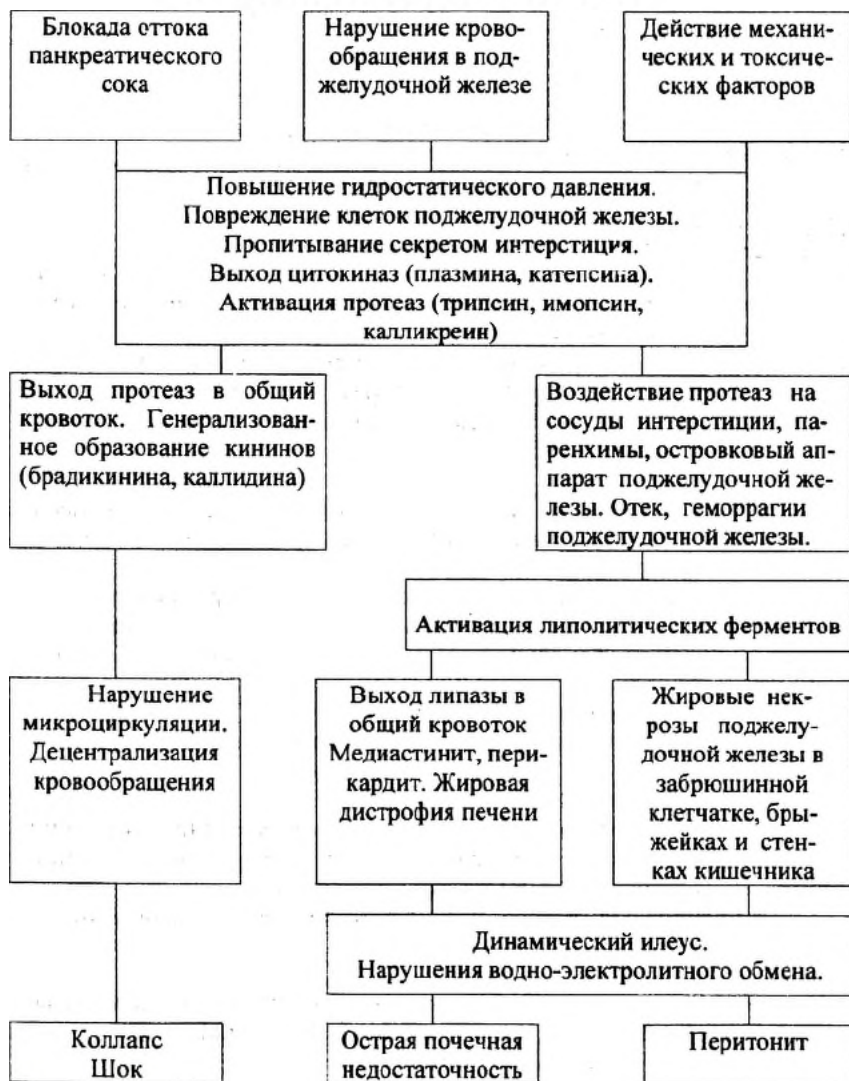 Блокада оттока
панкреатического
сока
Нарушение крово-
обращения в под-
желудочной железе
Действие механи-
ческих и токсиче-
ских факторов
Повышение гидростатического давления.
Повреждение клеток поджелудочной железы.
Пропитывание секретом интерстиция.
Выход цитокиназ (плазмина, катепсина).
Активация протеаз (трипсин, имопсин,
калликреин)
Выход протеаз в общий
кровоток. Генерализован-
ное образование кининов
(брадикинина, каллидина)
Воздействие протеаз на
сосуды интерстиции, па-
ренхимы, островковый ап-
парат поджелудочной же-
лезы. Отек, геморрагии
поджелудочной железы.
Активация липолитических ферментов
Нарушение
микроциркуляции.
Децентрализация
кровообращения
Выход липазы в
общий кровоток
Медиастинит, пери-
кардит. Жировая
дистрофия печени
Жировые нек-
розы поджелу-
дочной железы в
забрюшинной
клетчатке, бры-
жейках и стен-
ках кишечника
Динамический илеус.
Нарушения водно-электролитного обмена.
Коллапс
Шок
Острая почечная
недостаточность
Перитонит